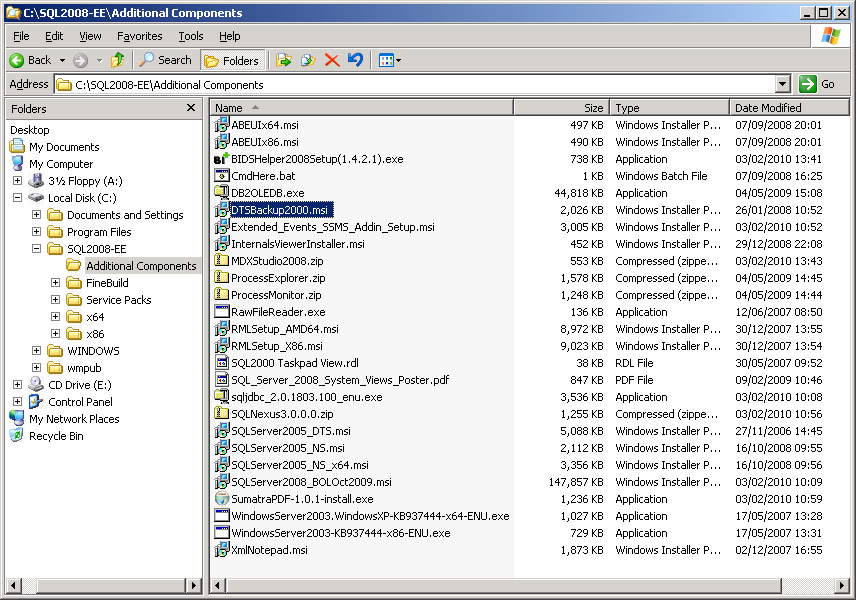 C:\SQL2008-EE\Additional Components
File Edit View Favorites Tools Help
Back Search Folders
Address C:\SQL2008-EE\Additional Components Go
Folders
Desktop
My Documents
My Computer
3½ Floppy (A:)
Local Disk (C:)
Documents and Settings
Program Files
SQL2008-EE
Additional Components
FineBuild
Service Packs
x64
x86
WINDOWS
wmpub
CD Drive (E:)
Control Panel
My Network Places
Recycle Bin
Name Size Type Date Modified
ABEUIx64.msi 497 KB Windows Installer P... 07/09/2008 20:01
ABEUIx86.msi 490 KB Windows Installer P... 07/09/2008 20:01
BIDSHelper2008Setup(1.4.2.1).exe 738 KB Application 03/02/2010 13:41
CmdHere.bat 1 KB Windows Batch File 07/09/2008 16:25
DB2OLEDB.exe 44,818 KB Application 04/05/2009 15:08
DTSBackup2000.msi 2,026 KB Windows Installer P... 26/01/2008 10:52
Extended_Events_SSMS_Addin_Setup.msi 3,005 KB Windows Installer P... 03/02/2010 10:52
InternalsViewerInstaller.msi 452 KB Windows Installer P... 29/12/2008 22:08
MDXStudio2008.zip 553 KB Compressed (zippe... 03/02/2010 13:43
ProcessExplorer.zip 1,578 KB Compressed (zippe... 04/05/2009 14:45
ProcessMonitor.zip 1,248 KB Compressed (zippe... 04/05/2009 14:44
RawFileReader.exe 136 KB Application 12/06/2007 08:50
RMLSetup_AMD64.msi 8,972 KB Windows Installer P... 30/12/2007 13:55
RMLSetup_X86.msi 9,023 KB Windows Installer P... 30/12/2007 13:54
SQL2000 Taskpad View.rdl 38 KB RDL File 30/05/2007 09:52
SQL_Server_2008_System_Views_Poster.pdf 847 KB PDF File 09/02/2009 10:46
sqljdbc_2.0.1803.100_enu.exe 3,536 KB Application 03/02/2010 10:08
SQLNexus3.0.0.0.zip 1,255 KB Compressed (zippe... 03/02/2010 10:56
SQLServer2005_DTS.msi 5,088 KB Windows Installer P... 27/11/2006 14:45
SQLServer2005_NS.msi 2,112 KB Windows Installer P... 16/10/2008 09:55
SQLServer2005_NS_x64.msi 3,356 KB Windows Installer P... 16/10/2008 09:56
SQLServer2008_BOLOct2009.msi 147,857 KB Windows Installer P... 03/02/2010 10:09
SumatraPDF-1.0.1-install.exe 1,236 KB Application 03/02/2010 10:59
WindowsServer2003.WindowsXP-KB937444-x64-ENU.exe 1,027 KB Application 17/05/2007 13:28
WindowsServer2003-KB937444-x86-ENU.exe 729 KB Application 17/05/2007 13:31
XmlNotepad.msi 1,873 KB Windows Installer P... 02/12/2007 16:55